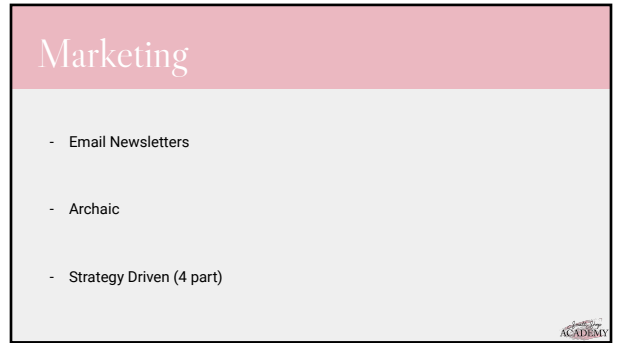 Marketing
- Email Newsletters
- Archaic
- Strategy Driven (4 part)
ACADEMY